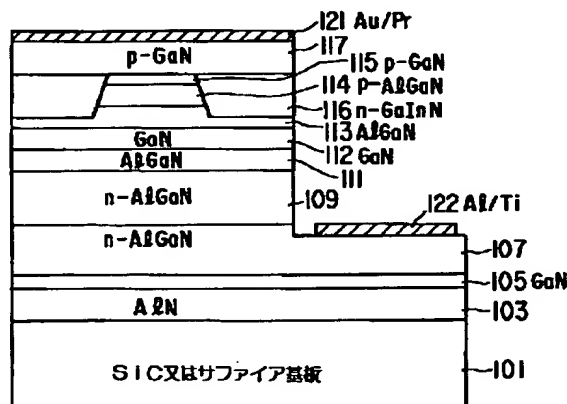 121 Au/Pr
117
p-GaN
115 p-GaN
114 p-AlGaN
116 n-GaInN
113 AlGaN
GaN
112 GaN
AlGaN
111
n-AlGaN
109
122 Al/Ti
n-AlGaN
107
105 GaN
AlN
103
SiC又はサファイア基板
101